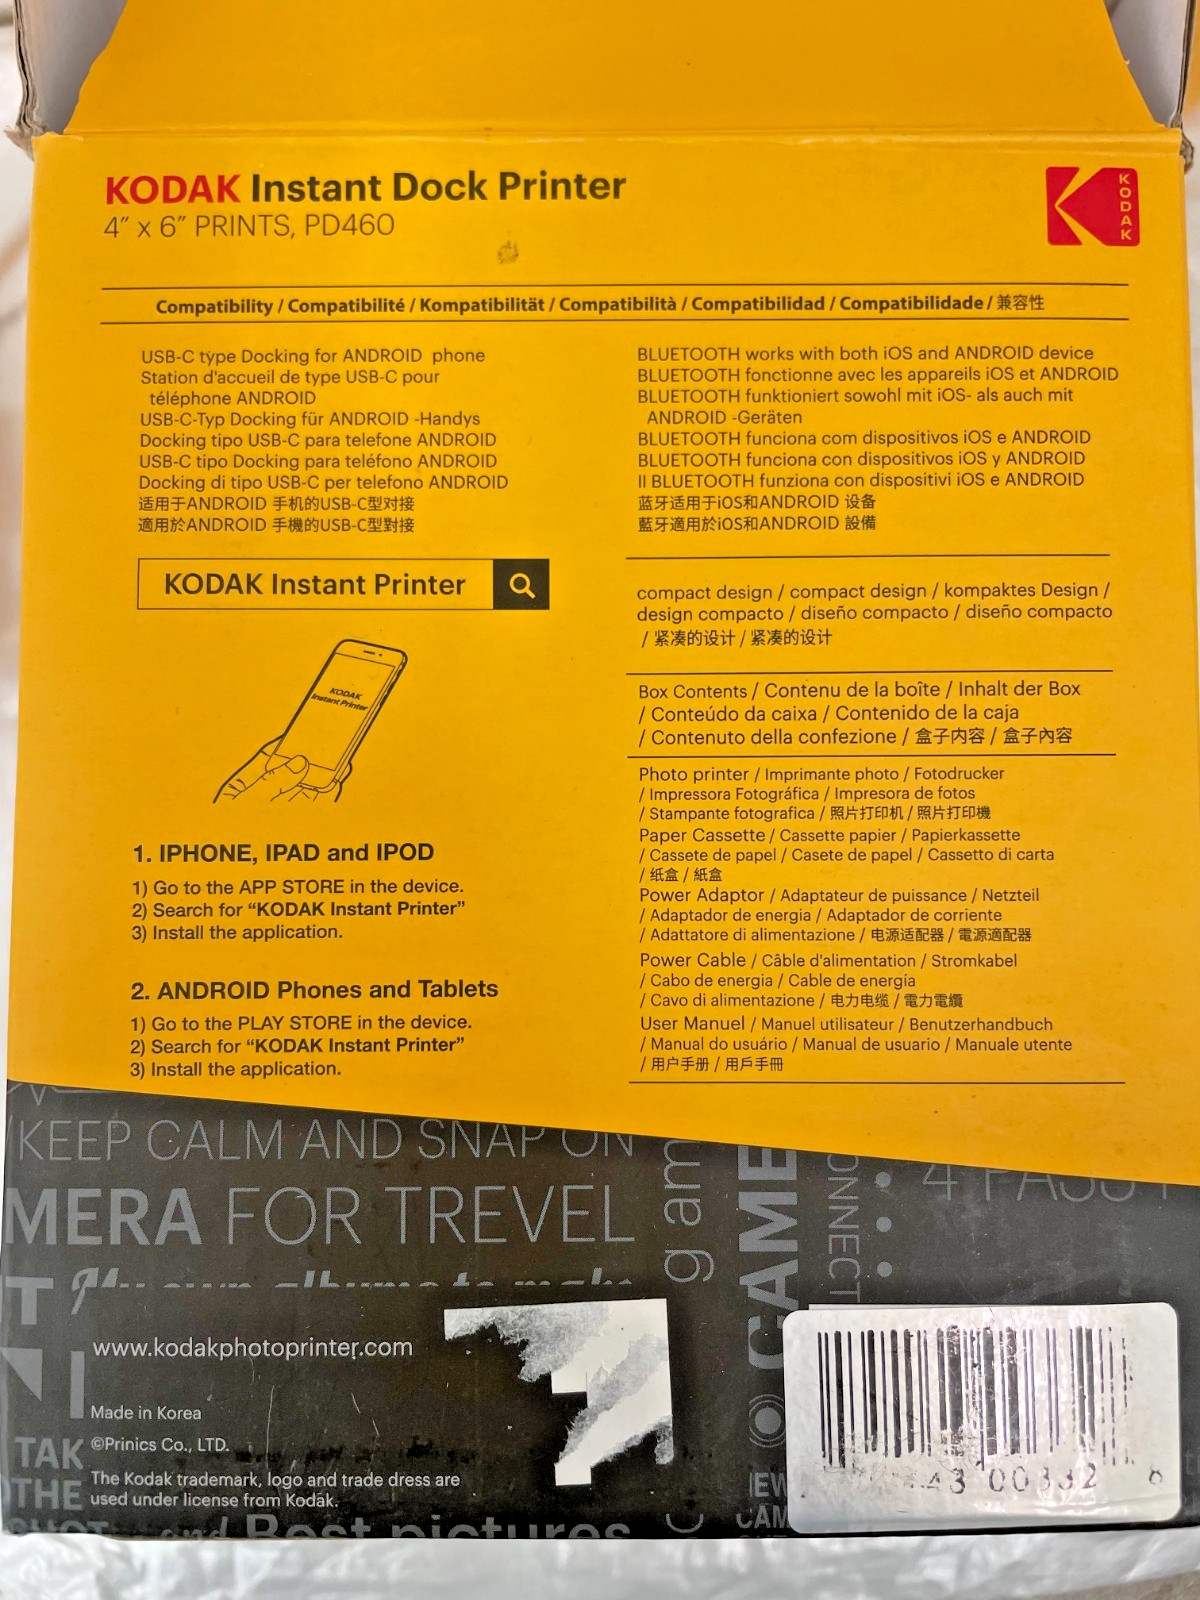 KODAK Instant Dock Printer
4” x 6” PRINTS, PD460
KODAK
Compatibility / Compatibilité / Kompatibilität / Compatibilità / Compatibilidad / Compatibilidade / 兼容性
USB-C type Docking for ANDROID phone
Station d'accueil de type USB-C pour
téléphone ANDROID
USB-C-Typ Docking für ANDROID -Handys
Docking tipo USB-C para telefone ANDROID
USB-C tipo Docking para teléfono ANDROID
Docking di tipo USB-C per telefono ANDROID
适用于ANDROID 手机的USB-C型对接
適用於ANDROID 手機的USB-C型對接
BLUETOOTH works with both iOS and ANDROID device
BLUETOOTH fonctionne avec les appareils iOS et ANDROID
BLUETOOTH funktioniert sowohl mit iOS- als auch mit
ANDROID -Geräten
BLUETOOTH funciona com dispositivos iOS e ANDROID
BLUETOOTH funciona con dispositivos iOS y ANDROID
Il BLUETOOTH funziona con dispositivi iOS e ANDROID
蓝牙适用于iOS和ANDROID 设备
藍牙適用於iOS和ANDROID 設備
KODAK Instant Printer
KODAK
Instant Printer
1. IPHONE, IPAD and IPOD
1) Go to the APP STORE in the device.
2) Search for “KODAK Instant Printer”
3) Install the application.
2. ANDROID Phones and Tablets
1) Go to the PLAY STORE in the device.
2) Search for “KODAK Instant Printer”
3) Install the application.
compact design / compact design / kompaktes Design /
design compacto / diseño compacto / diseño compacto
/ 紧凑的设计 / 紧凑的设计
Box Contents / Contenu de la boîte / Inhalt der Box
/ Conteúdo da caixa / Contenido de la caja
/ Contenuto della confezione / 盒子内容 / 盒子內容
Photo printer / Imprimante photo / Fotodrucker
/ Impressora Fotográfica / Impresora de fotos
/ Stampante fotografica / 照片打印机 / 照片打印機
Paper Cassette / Cassette papier / Papierkassette
/ Cassete de papel / Casete de papel / Cassetto di carta
/ 纸盒 / 紙盒
Power Adaptor / Adaptateur de puissance / Netzteil
/ Adaptador de energia / Adaptador de corriente
/ Adattatore di alimentazione / 电源适配器 / 電源適配器
Power Cable / Câble d'alimentation / Stromkabel
/ Cabo de energia / Cable de energía
/ Cavo di alimentazione / 电力电缆 / 電力電纜
User Manuel / Manuel utilisateur / Benutzerhandbuch
/ Manual do usuário / Manual de usuario / Manuale utente
/ 用户手册 / 用戶手冊
KEEP CALM AND SNAP ON
MERA FOR TREVEL
My own albums to make
gam
CAME
ONNECT
4 PASS
www.kodakphotoprinter.com
Made in Korea
©Prinics Co., LTD.
The Kodak trademark, logo and trade dress are
used under license from Kodak.
TAK
THE
and Best pictures
IEW
CAM
43 00332 6